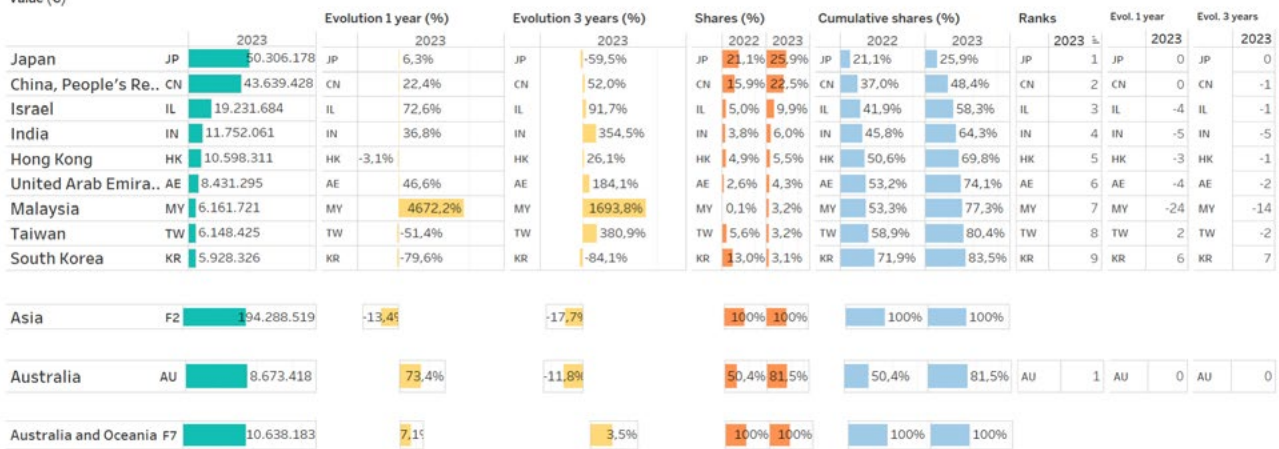 Value (€)
Evolution 1 year (%) Evolution 3 years (%) Shares (%) Cumulative shares (%) Ranks Evol. 1 year Evol. 3 years
2023 2023 2023 2022 2023 2022 2023 2023 2023 2023
Japan JP 50.306.178 JP 6,3% JP -59,5% JP 21,1% 25,9% JP 21,1% 25,9% JP 1 JP 0 JP 0
China, People's Re.. CN 43.639.428 CN 22,4% CN 52,0% CN 15,9% 22,5% CN 37,0% 48,4% CN 2 CN 0 CN -1
Israel IL 19.231.684 IL 72,6% IL 91,7% IL 5,0% 9,9% IL 41,9% 58,3% IL 3 IL -4 IL -1
India IN 11.752.061 IN 36,8% IN 354,5% IN 3,8% 6,0% IN 45,8% 64,3% IN 4 IN -5 IN -5
Hong Kong HK 10.598.311 HK -3,1% HK 26,1% HK 4,9% 5,5% HK 50,6% 69,8% HK 5 HK -3 HK -1
United Arab Emira.. AE 8.431.295 AE 46,6% AE 184,1% AE 2,6% 4,3% AE 53,2% 74,1% AE 6 AE -4 AE -2
Malaysia MY 6.161.721 MY 4672,2% MY 1693,8% MY 0,1% 3,2% MY 53,3% 77,3% MY 7 MY -24 MY -14
Taiwan TW 6.148.425 TW -51,4% TW 380,9% TW 5,6% 3,2% TW 58,9% 80,4% TW 8 TW 2 TW -2
South Korea KR 5.928.326 KR -79,6% KR -84,1% KR 13,0% 3,1% KR 71,9% 83,5% KR 9 KR 6 KR 7
Asia F2 194.288.519 -13,4% -17,7% 100% 100% 100% 100%
Australia AU 8.673.418 73,4% -11,8% 50,4% 81,5% 50,4% 81,5% AU 1 AU 0 AU 0
Australia and Oceania F7 10.638.183 7,1% 3,5% 100% 100% 100% 100%